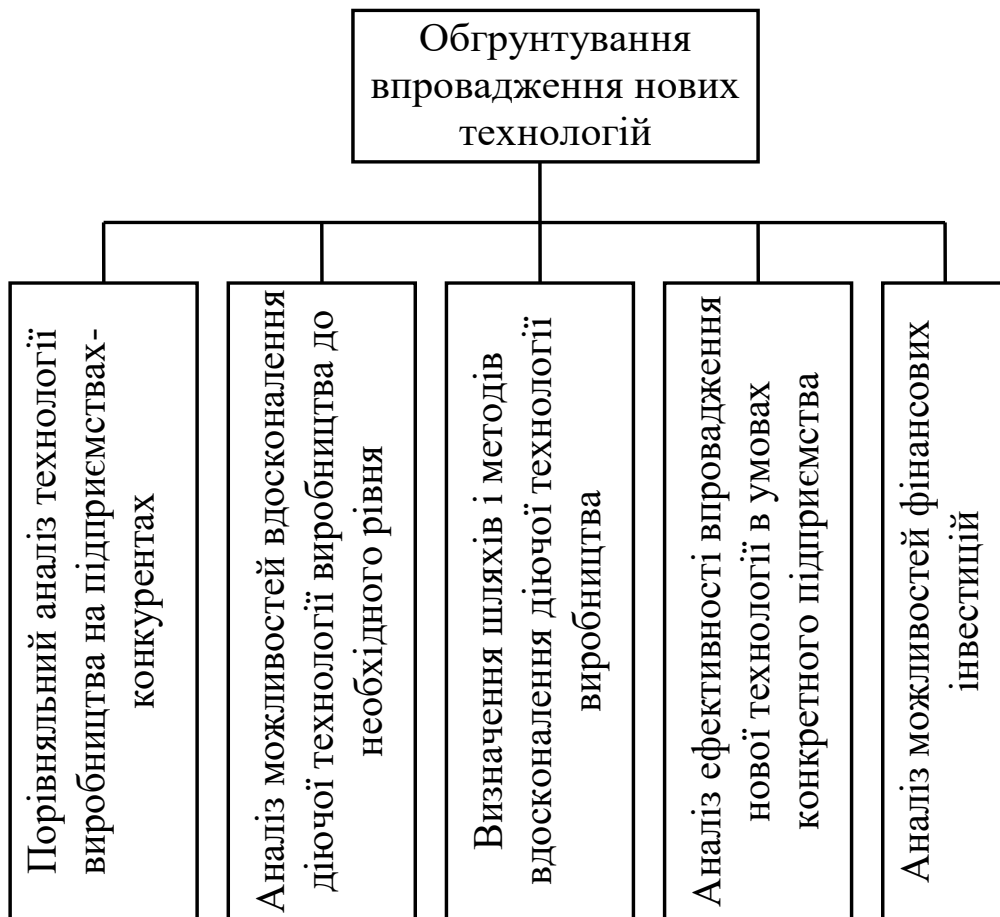 Обгрунтування
впровадження нових
технологій
Порівняльний аналіз технології
виробництва на підприємствах-
конкурентах
Аналіз можливостей вдосконалення
діючої технології виробництва до
необхідного рівня
Визначення шляхів і методів
вдосконалення діючої технології
виробництва
Аналіз ефективності впровадження
нової технології в умовах
конкретного підприємства
Аналіз можливостей фінансових
інвестицій